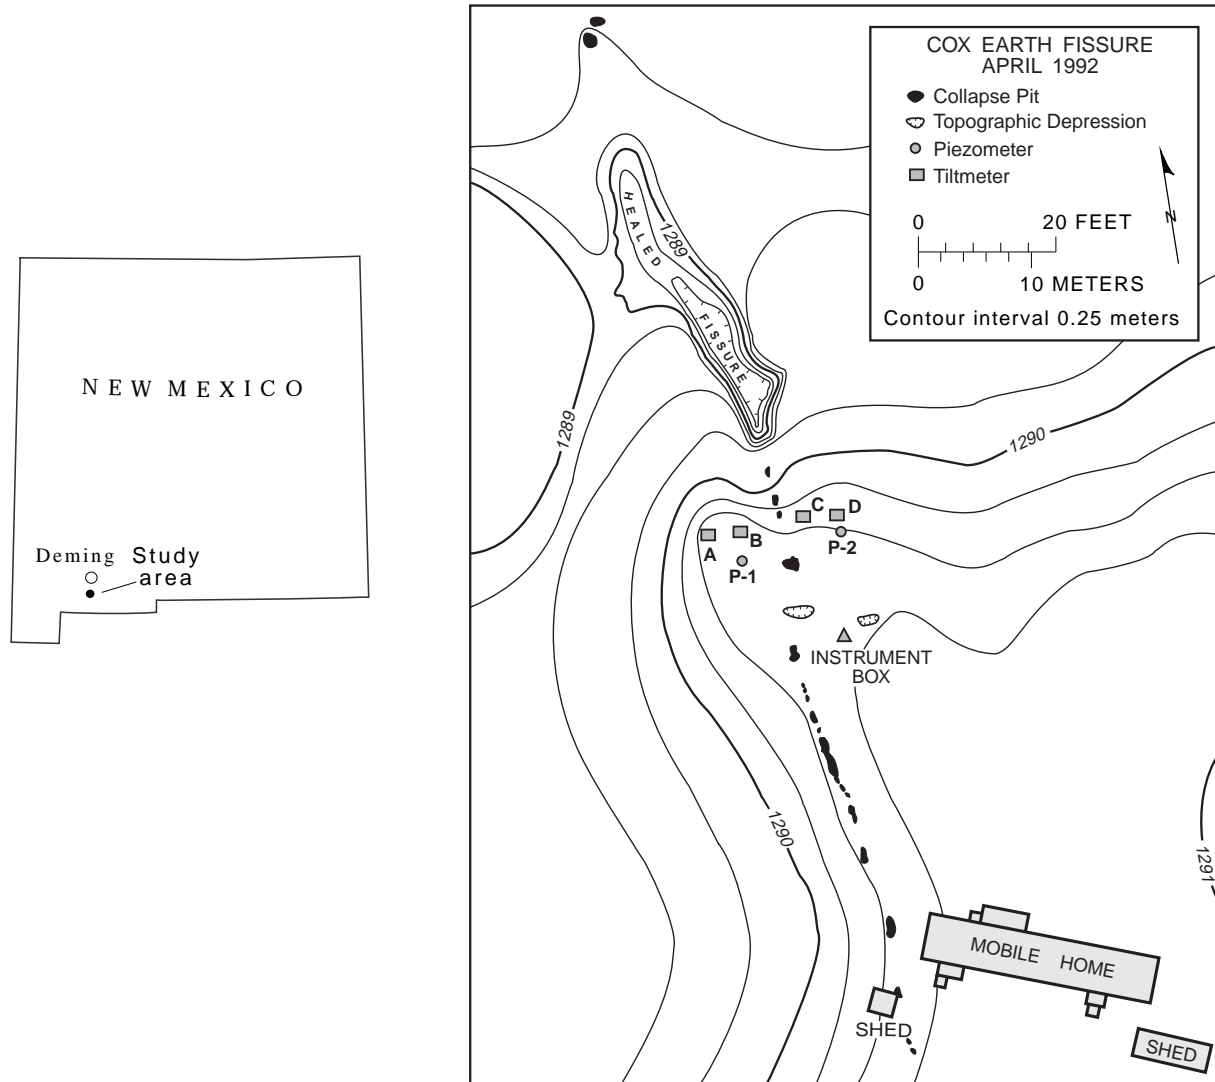 COX EARTH FISSURE
APRIL 1992
Collapse Pit
Topographic Depression
Piezometer
Tiltmeter
N
0 20 FEET
0 10 METERS
Contour interval 0.25 meters
HEALED
FISSURE
1289
1289
1290
C D
A B
P-2
P-1
INSTRUMENT
BOX
1290
1291
MOBILE HOME
SHED
SHED
NEW MEXICO
Deming Study
area